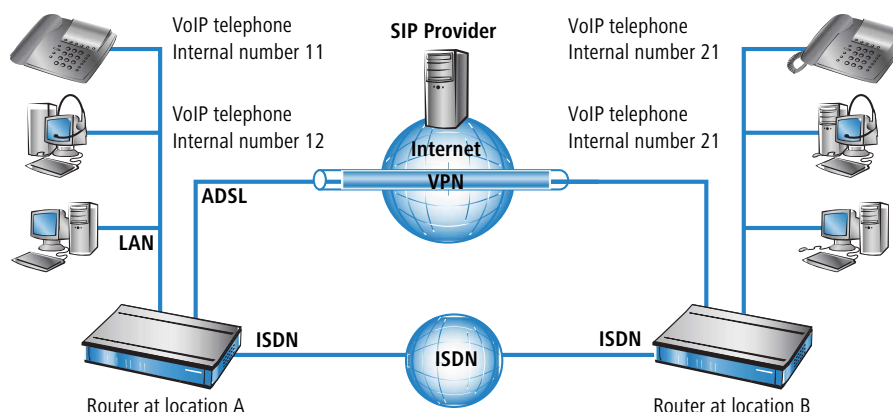 VoIP telephone
Internal number 11
SIP Provider
VoIP telephone
Internal number 21
VoIP telephone
Internal number 12
VoIP telephone
Internal number 21
Internet
VPN
ADSL
LAN
ISDN
ISDN
ISDN
Router at location A
Router at location B